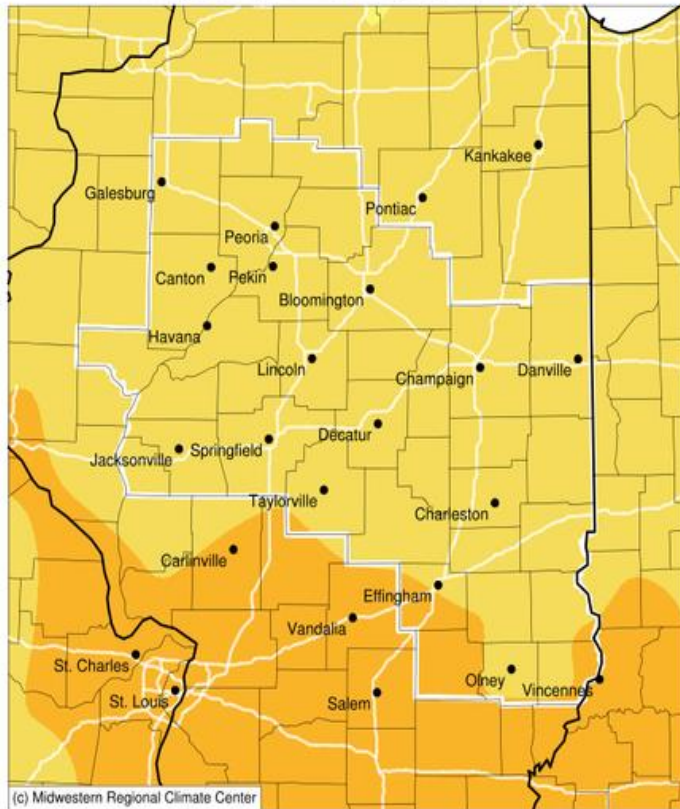 Kankakee
Galesburg
Pontiac
Peoria
Canton
Pekin
Bloomington
Havana
Lincoln
Champaign
Danville
Decatur
Springfield
Jacksonville
Taylorville
Charleston
Carlinville
Effingham
Vandalia
St. Charles
Olney
Vincennes
St. Louis
Salem
(c) Midwestern Regional Climate Center